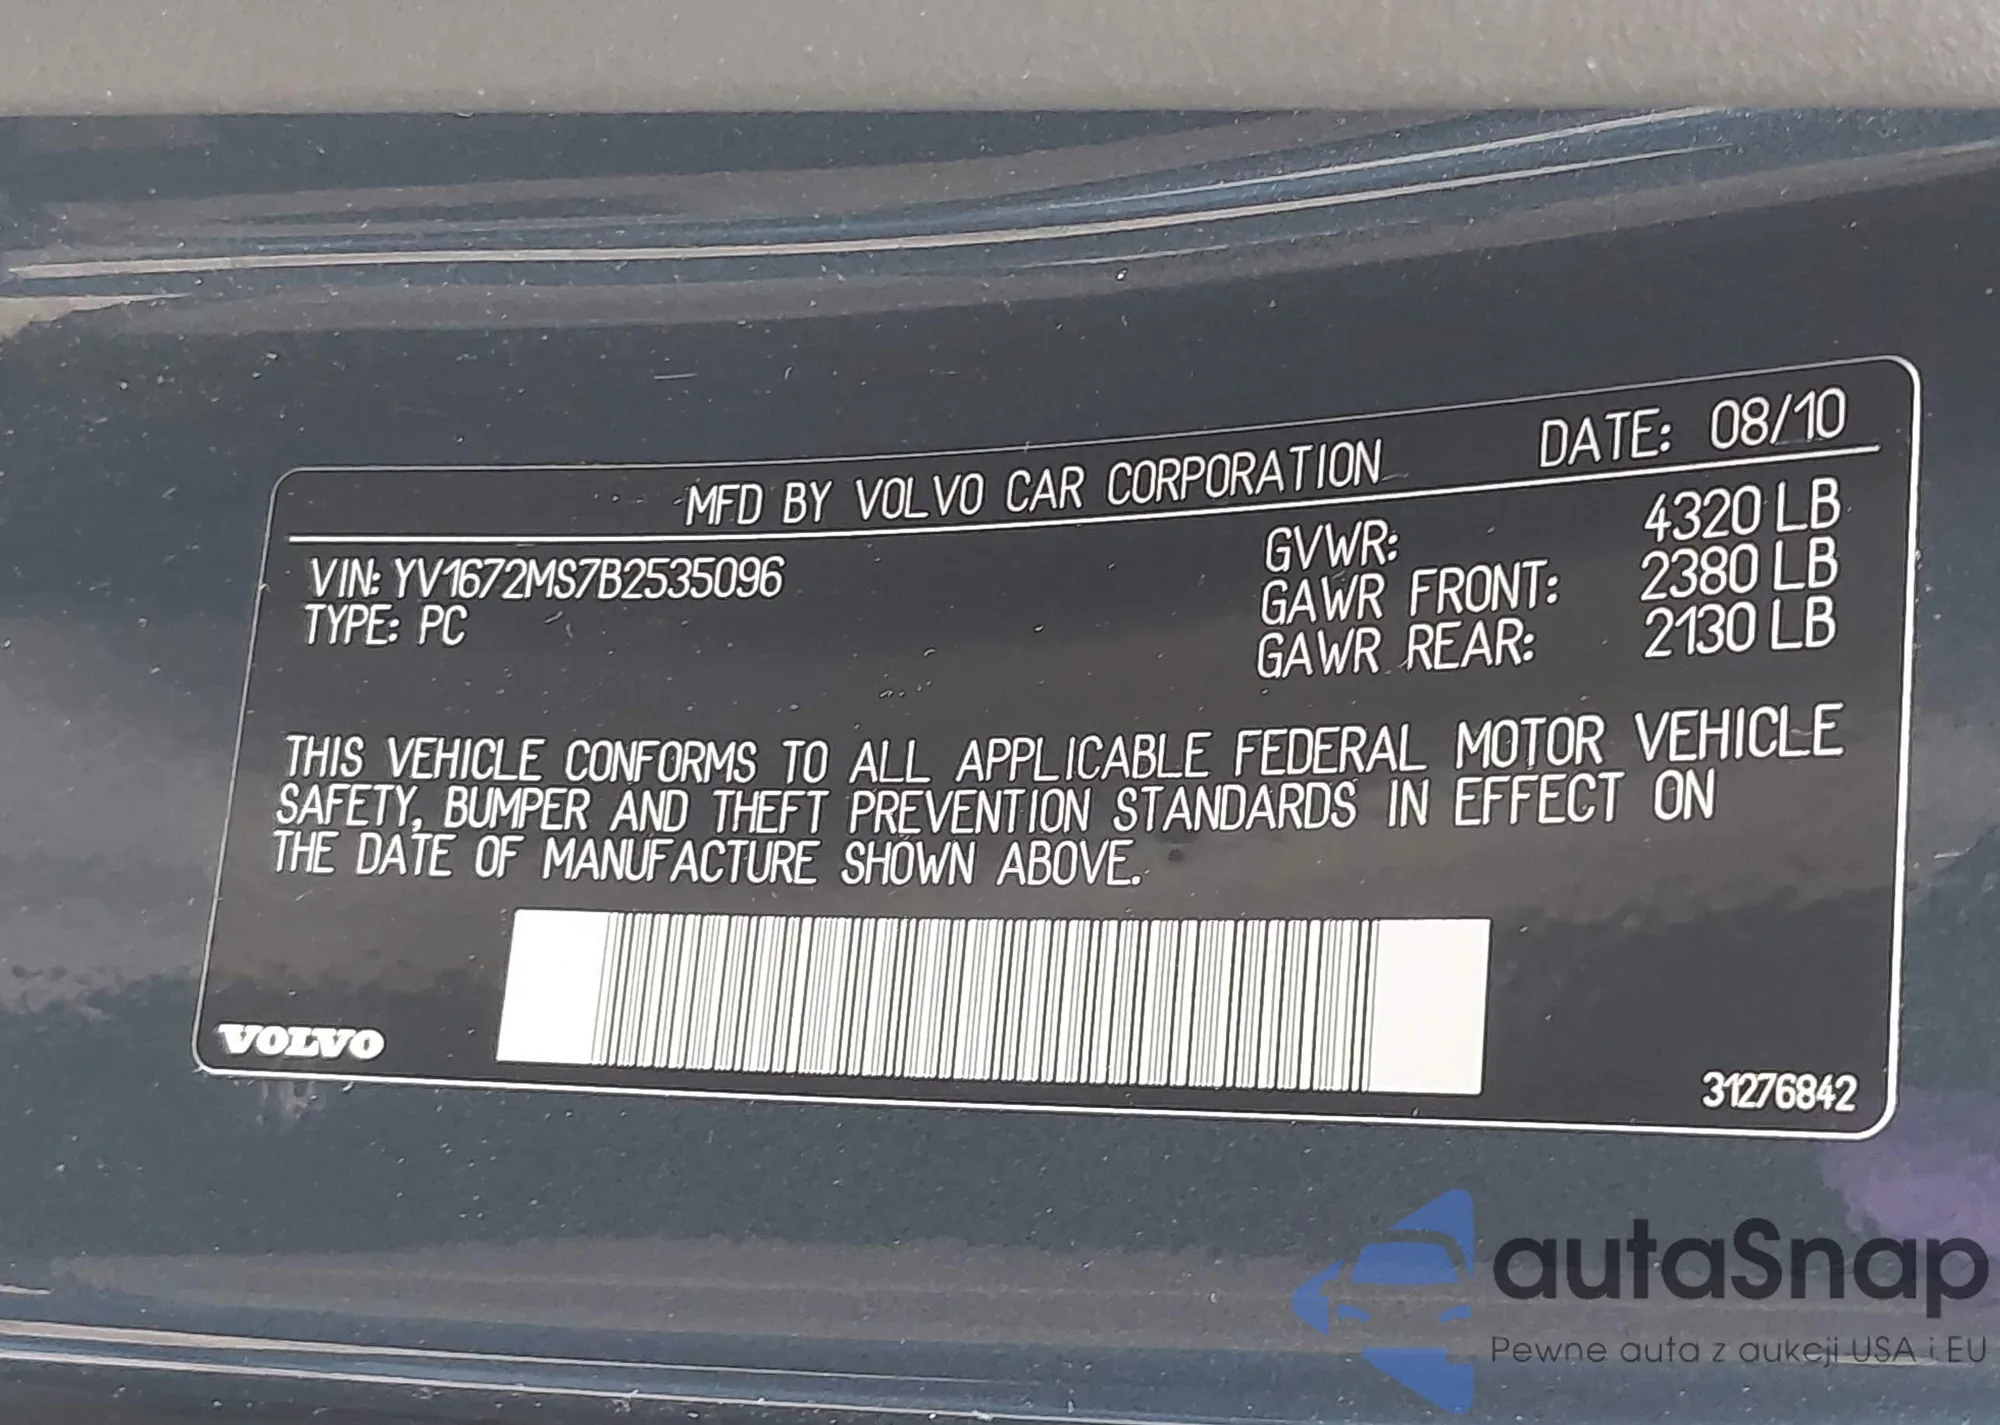 MFD BY VOLVO CAR CORPORATION DATE: 08/10
VIN: YV1672MS7B2535096 GVWR: 4320 LB
TYPE: PC GAWR FRONT: 2380 LB
GAWR REAR: 2130 LB
THIS VEHICLE CONFORMS TO ALL APPLICABLE FEDERAL MOTOR VEHICLE
SAFETY, BUMPER AND THEFT PREVENTION STANDARDS IN EFFECT ON
THE DATE OF MANUFACTURE SHOWN ABOVE.
VOLVO
31276842
autaSnap
Pewne auta z aukcji USA i EU